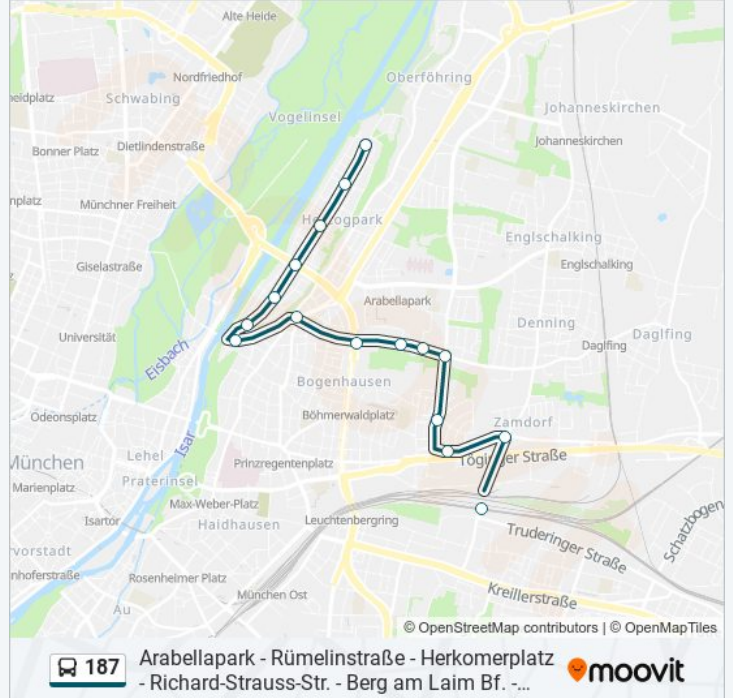 Alte Heide
Nordfriedhof
Oberföhring
eidplatz
Schwabing
Johanneskirchen
Vogelinsel
Johanneskirchen
Bonner Platz
Dietlindenstraße
nplatz
Münchner Freiheit
Herzogpark
Englschalking
Giselastraße
Englschalking
Arabellapark
Denning
Daglfing
Universität
Daglfing
Eisbach
Bogenhausen
Odeonsplatz
Böhmerwaldplatz
Zamdorf
Isar
Lehel
Töginger Straße
München
Prinzregentenplatz
Marienplatz
Praterinsel
Max-Weber-Platz
Schatzbogen
Isartor
Haidhausen
Leuchtenbergring
Truderinger Straße
vorstadt
nhoferstraße
Rosenheimer Platz
München Ost
Kreillerstraße
Au
© OpenStreetMap contributors | © OpenMapTiles
187
Arabellapark - Rümelinstraße - Herkomerplatz
- Richard-Strauss-Str. - Berg am Laim Bf. -...
moovit